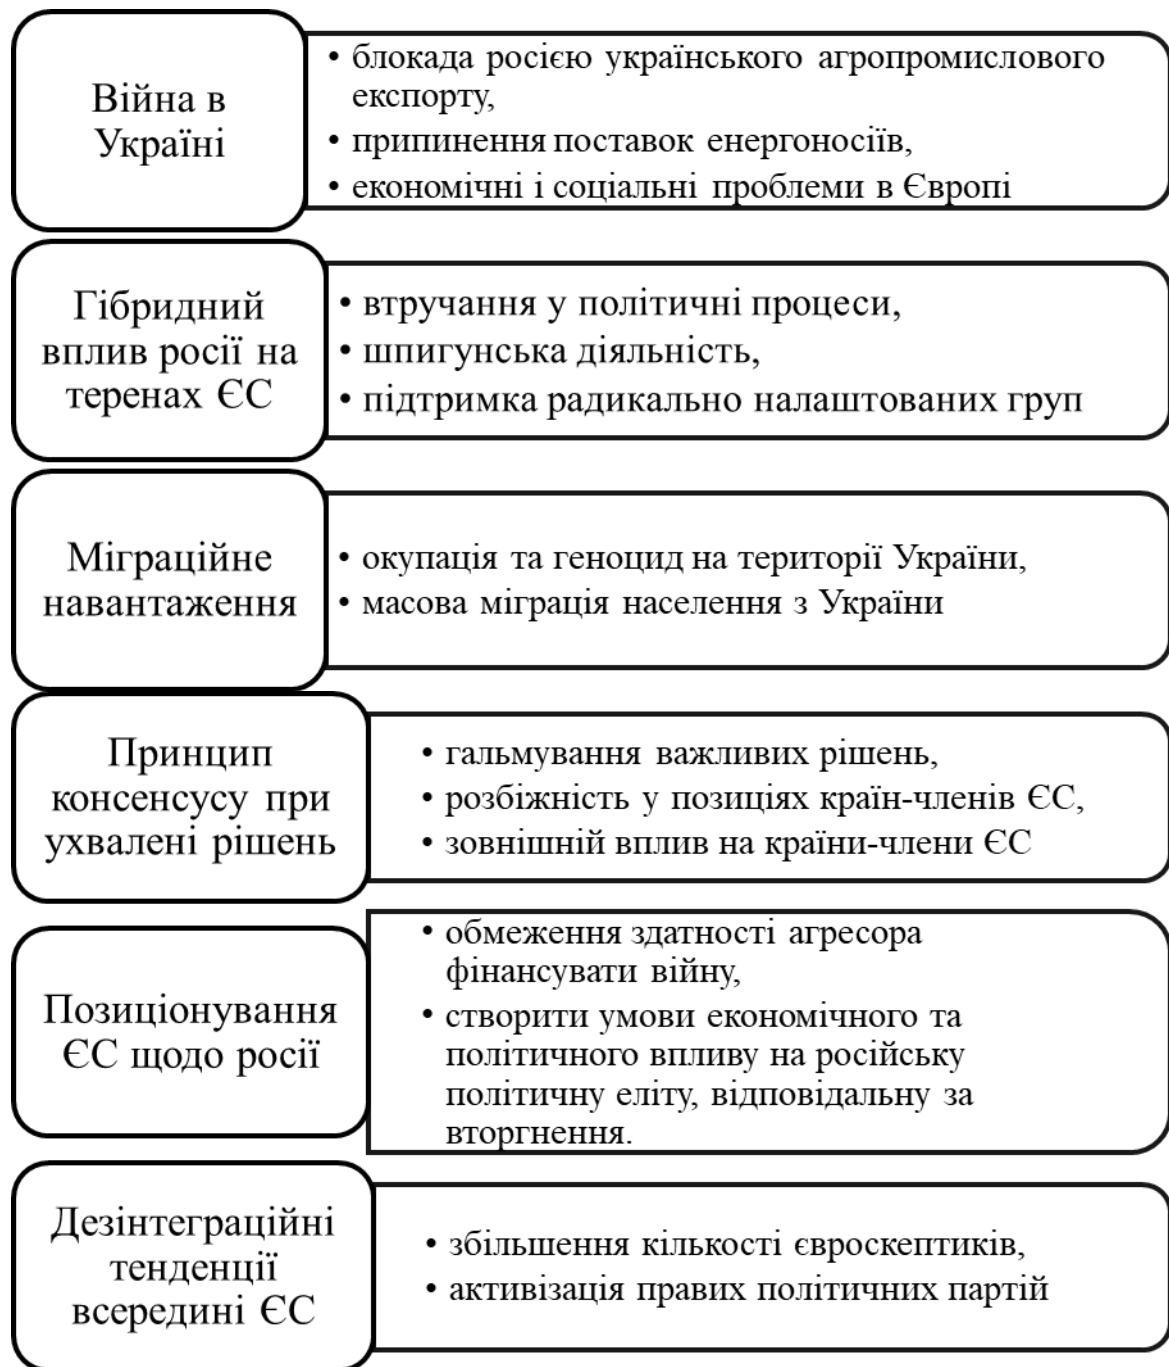 Війна в
Україні
• блокада росією українського агропромислового
експорту,
• припинення поставок енергоносіїв,
• економічні і соціальні проблеми в Європі
Гібридний
вплив росії на
теренах ЄС
• втручання у політичні процеси,
• шпигунська діяльність,
• підтримка радикально налаштованих груп
Міграційне
навантаження
• окупація та геноцид на території України,
• масова міграція населення з України
Принцип
консенсусу при
ухвалені рішень
• гальмування важливих рішень,
• розбіжність у позиціях країн-членів ЄС,
• зовнішній вплив на країни-члени ЄС
Позиціонування
ЄС щодо росії
• обмеження здатності агресора
фінансувати війну,
• створити умови економічного та
політичного впливу на російську
політичну еліту, відповідальну за
вторгнення.
Дезінтеграційні
тенденції
всередині ЄС
• збільшення кількості євроскептиків,
• активізація правих політичних партій